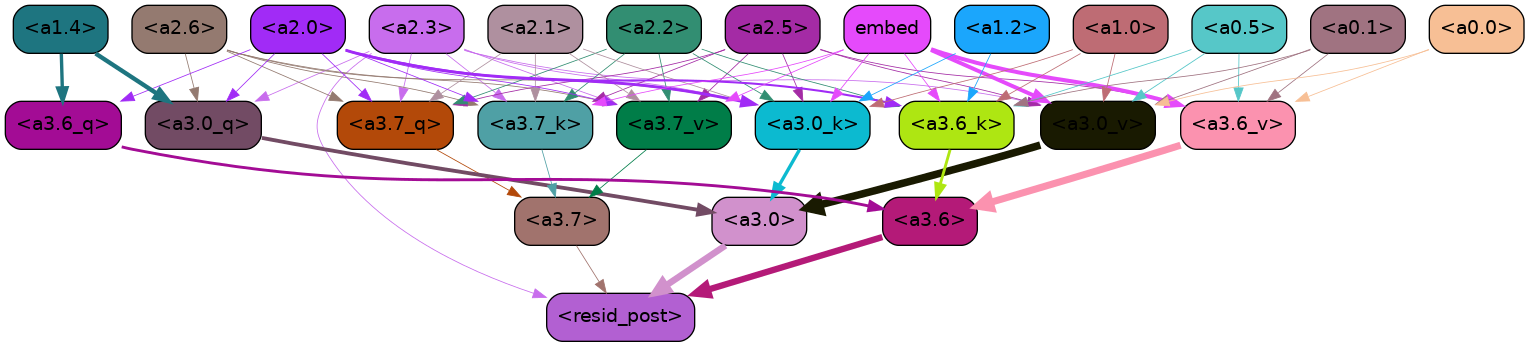 <a1.4> <a2.6> <a2.0> <a2.3> <a2.1> <a2.2> <a2.5> embed <a1.2> <a1.0> <a0.5> <a0.1> <a0.0>
<a3.6_q> <a3.0_q> <a3.7_q> <a3.7_k> <a3.7_v> <a3.0_k> <a3.6_k> <a3.0_v> <a3.6_v>
<a3.7> <a3.0> <a3.6>
<resid_post>